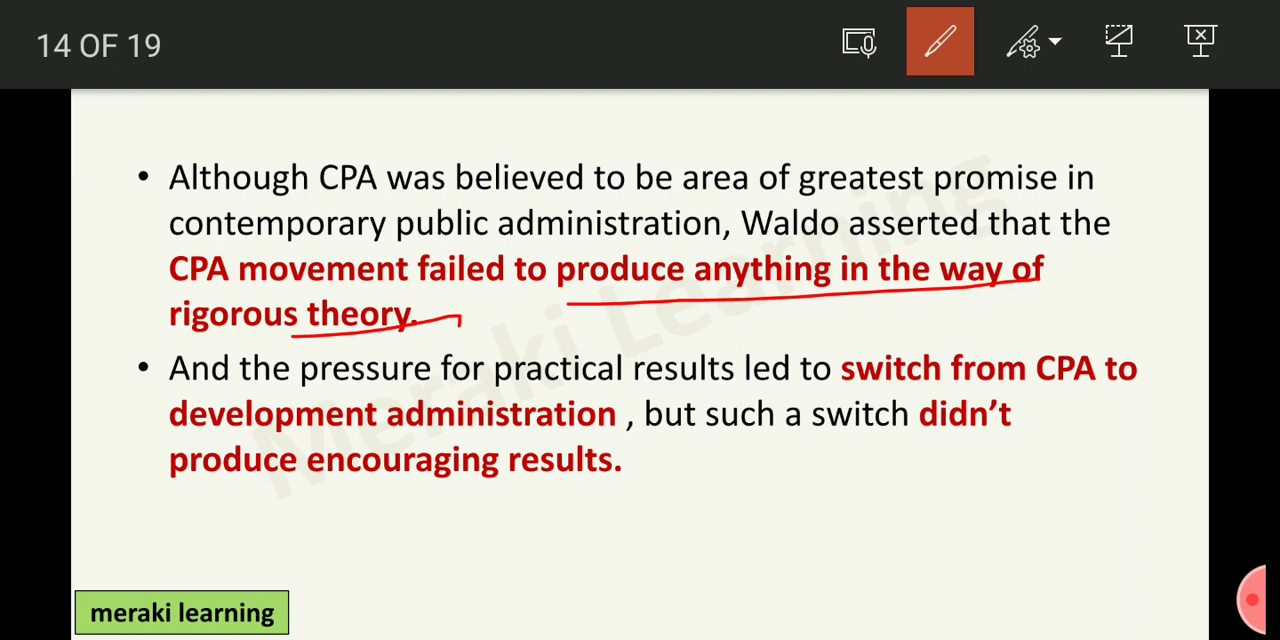 14 OF 19
• Although CPA was believed to be area of greatest promise in
contemporary public administration, Waldo asserted that the
CPA movement failed to produce anything in the way of
rigorous theory.
• And the pressure for practical results led to switch from CPA to
development administration , but such a switch didn’t
produce encouraging results.
Meraki Learning
meraki learning